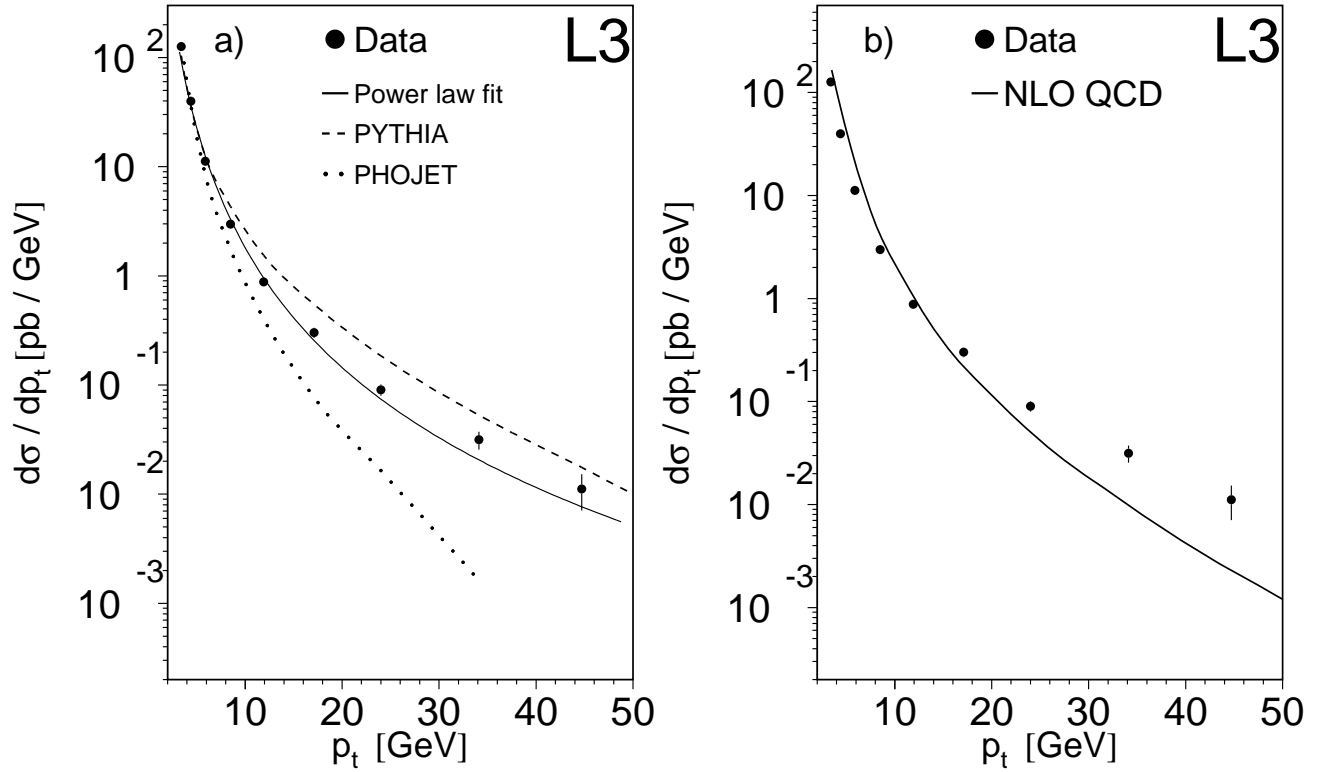 a)
Data
L3
Power law fit
PYTHIA
PHOJET
10 2
10
1
10 -1
10 -2
10 -3
dσ / dp_t [pb / GeV]
10 20 30 40 50
p_t [GeV]
b)
Data
L3
NLO QCD
10 2
10
1
10 -1
10 -2
10 -3
dσ / dp_t [pb / GeV]
10 20 30 40 50
p_t [GeV]